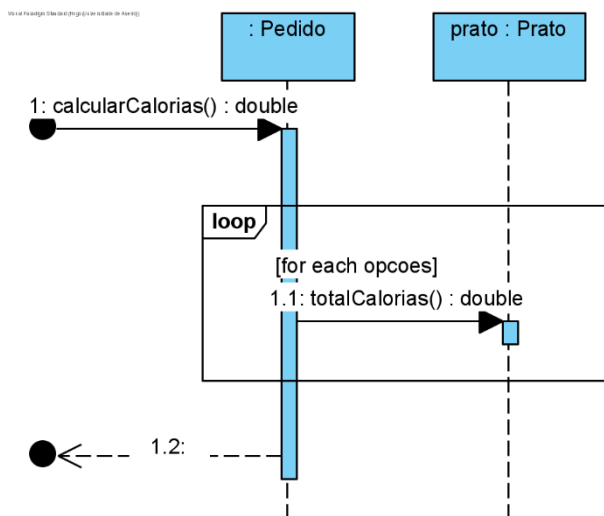 : Pedido
prato : Prato
1: calcularCalorias() : double
loop
[for each opcoes]
1.1: totalCalorias() : double
1.2: